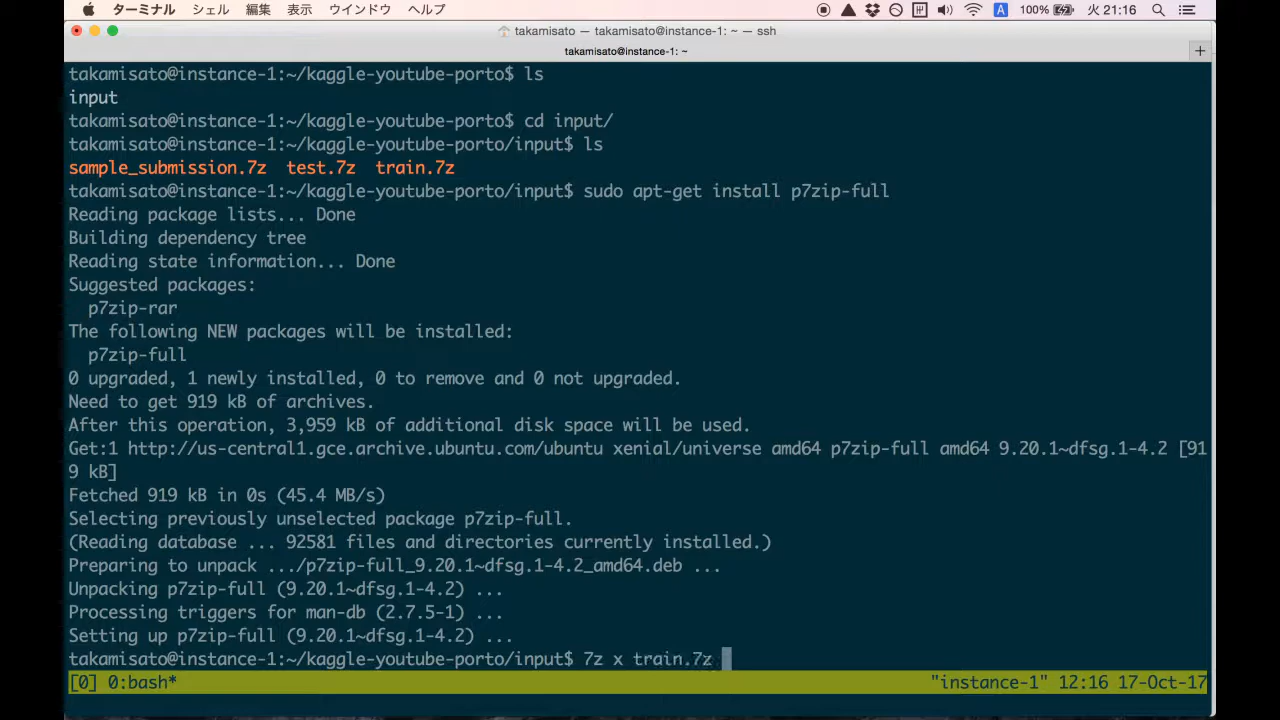 ターミナル シェル 編集 表示 ウインドウ ヘルプ A 100% 火 21:16
takamisato — takamisato@instance-1: ~ — ssh
takamisato@instance-1: ~ +
takamisato@instance-1:~/kaggle-youtube-porto$ ls
input
takamisato@instance-1:~/kaggle-youtube-porto$ cd input/
takamisato@instance-1:~/kaggle-youtube-porto/input$ ls
sample_submission.7z test.7z train.7z
takamisato@instance-1:~/kaggle-youtube-porto/input$ sudo apt-get install p7zip-full
Reading package lists... Done
Building dependency tree
Reading state information... Done
Suggested packages:
p7zip-rar
The following NEW packages will be installed:
p7zip-full
0 upgraded, 1 newly installed, 0 to remove and 0 not upgraded.
Need to get 919 kB of archives.
After this operation, 3,959 kB of additional disk space will be used.
Get:1 http://us-central1.gce.archive.ubuntu.com/ubuntu xenial/universe amd64 p7zip-full amd64 9.20.1~dfsg.1-4.2 [91
9 kB]
Fetched 919 kB in 0s (45.4 MB/s)
Selecting previously unselected package p7zip-full.
(Reading database ... 92581 files and directories currently installed.)
Preparing to unpack .../p7zip-full_9.20.1~dfsg.1-4.2_amd64.deb ...
Unpacking p7zip-full (9.20.1~dfsg.1-4.2) ...
Processing triggers for man-db (2.7.5-1) ...
Setting up p7zip-full (9.20.1~dfsg.1-4.2) ...
takamisato@instance-1:~/kaggle-youtube-porto/input$ 7z x train.7z
[0] 0:bash* "instance-1" 12:16 17-Oct-17